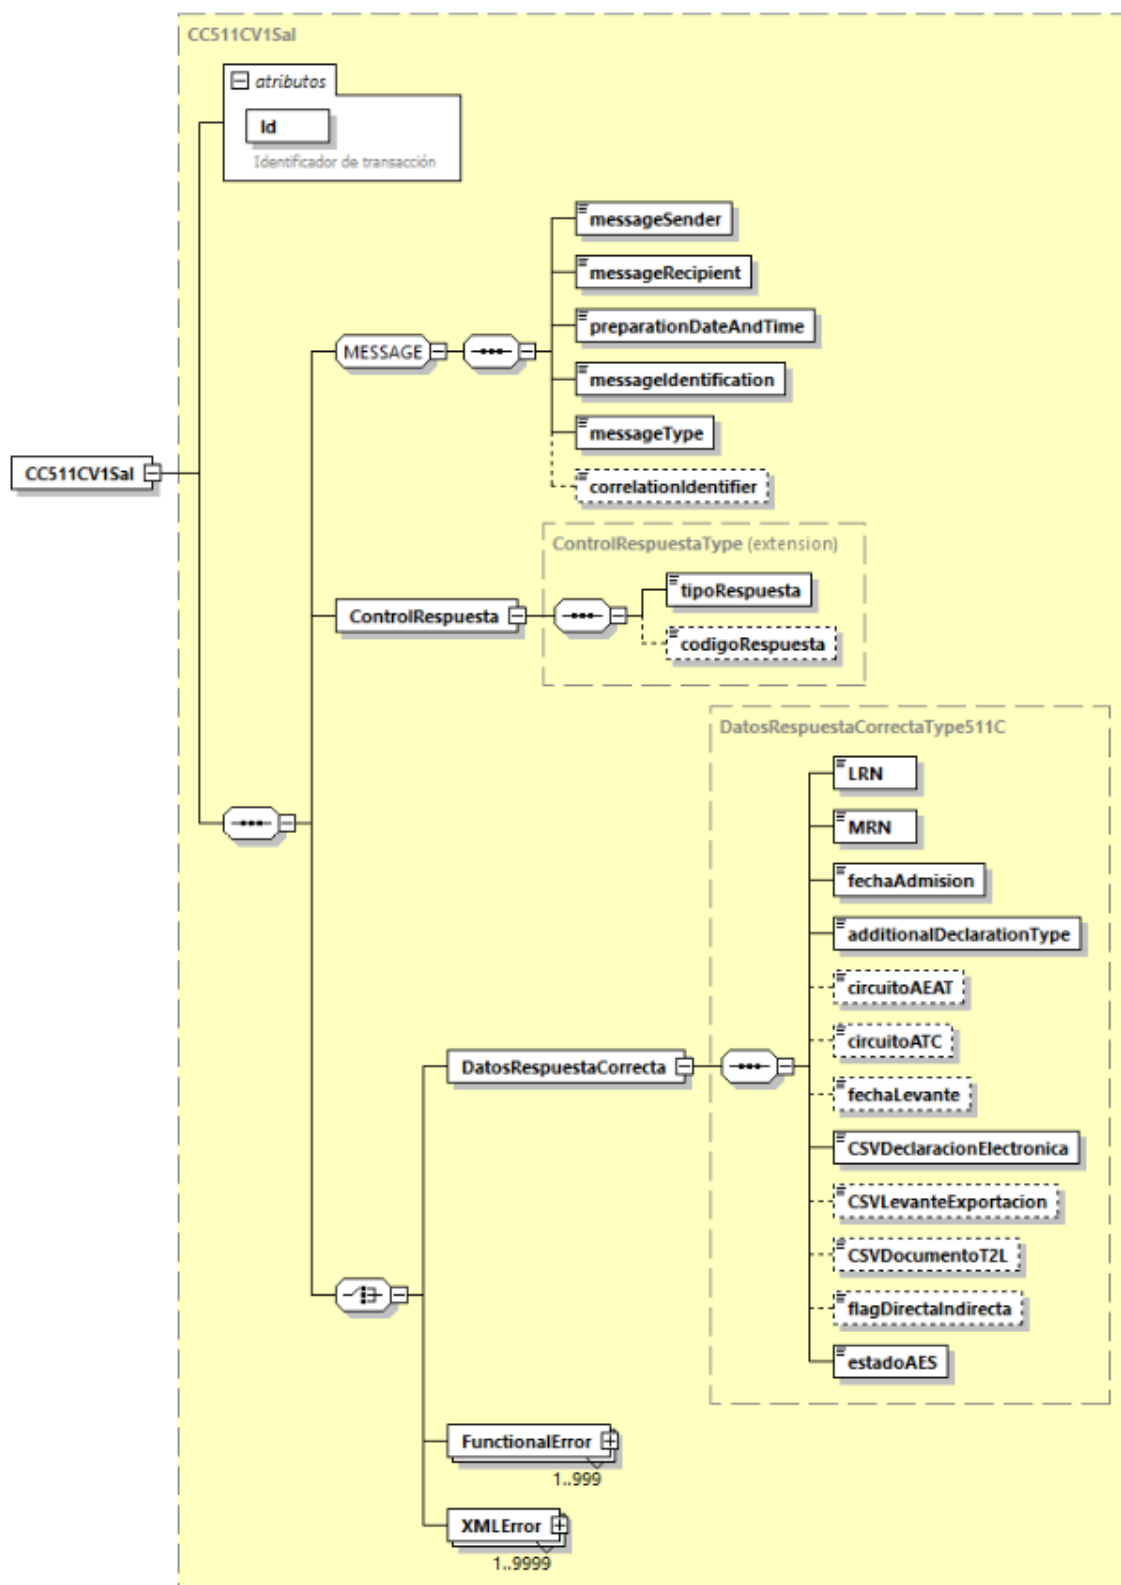 CC511CV1Sal
atributos
Id
Identificador de transacción
messageSender
messageRecipient
preparationDateAndTime
MESSAGE
messageIdentification
messageType
CC511CV1Sal
correlationIdentifier
ControlRespuestaType (extension)
tipoRespuesta
ControlRespuesta
codigoRespuesta
DatosRespuestaCorrectaType511C
LRN
MRN
fechaAdmision
additionalDeclarationType
circuitoAEAT
circuitoATC
DatosRespuestaCorrecta
fechaLevante
CSVDeclaracionElectronica
CSVLevanteExportacion
CSVDocumentoT2L
flagDirectaIndirecta
estadoAES
FunctionalError
1..999
XMLError
1..9999